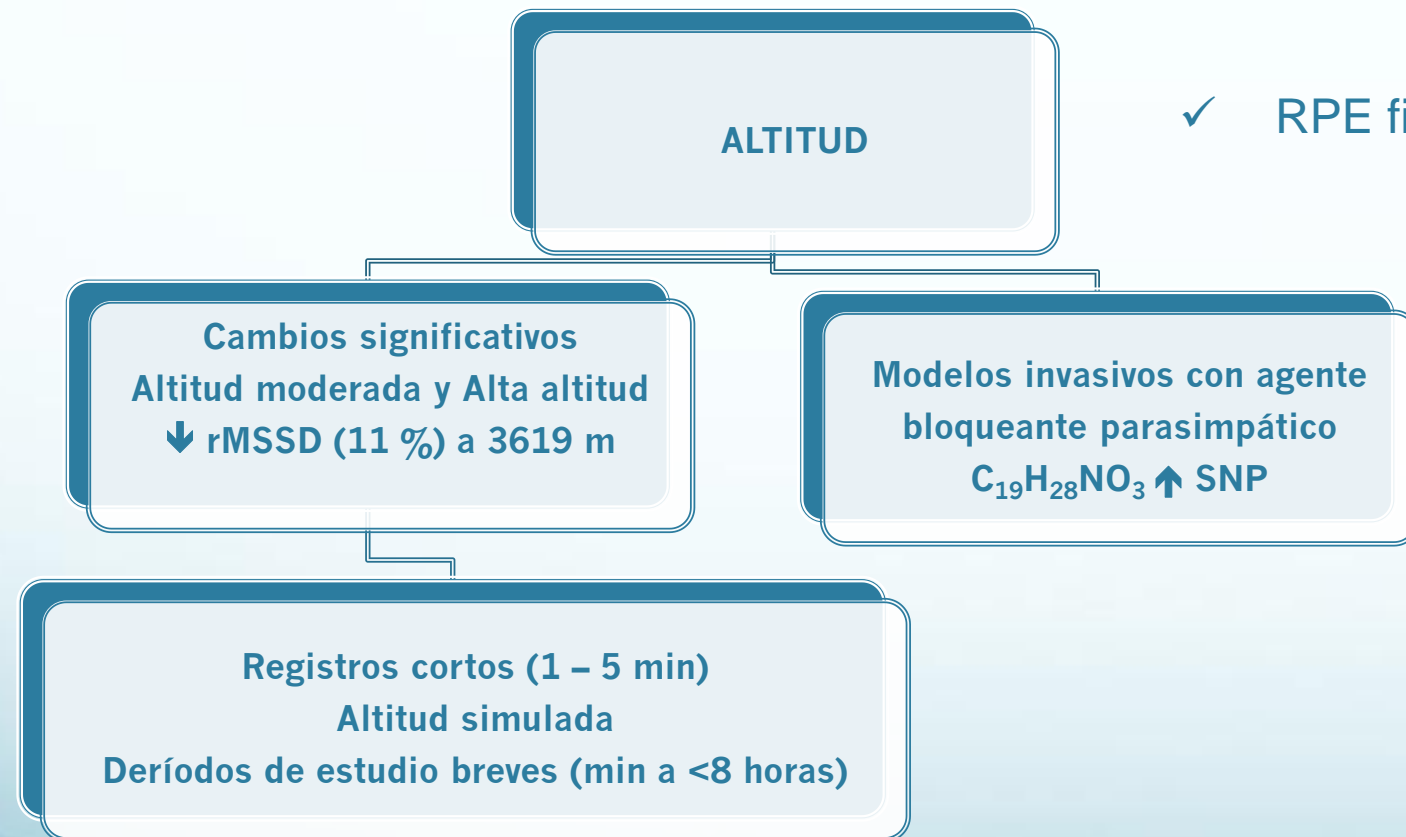 ALTITUD
✓ RPE fi
Cambios significativos
Altitud moderada y Alta altitud
🡫 rMSSD (11 %) a 3619 m
Modelos invasivos con agente
bloqueante parasimpático
C₁₉H₂₈NO₃ 🡩 SNP
Registros cortos (1 – 5 min)
Altitud simulada
Deríodos de estudio breves (min a <8 horas)